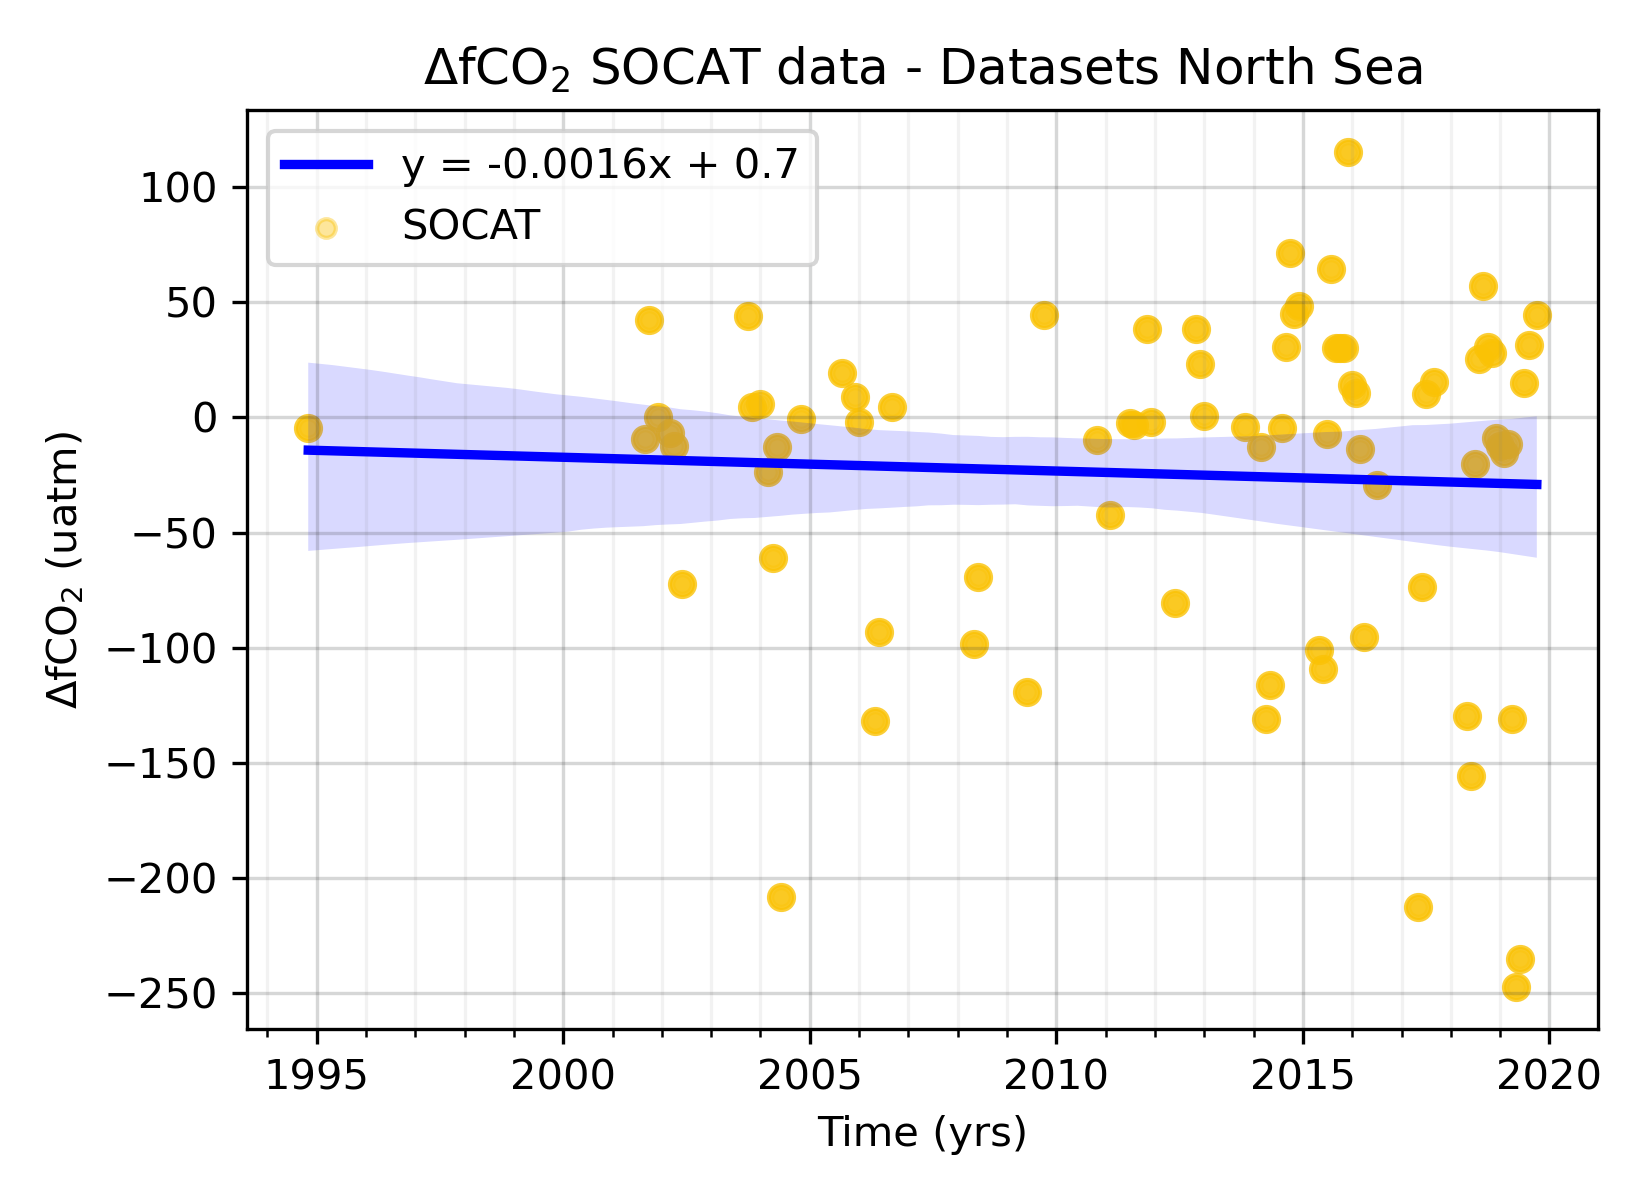 ΔfCO₂ SOCAT data - Datasets North Sea
y = -0.0016x + 0.7
SOCAT
100
50
0
−50
−100
−150
−200
−250
ΔfCO₂ (uatm)
1995 2000 2005 2010 2015 2020
Time (yrs)